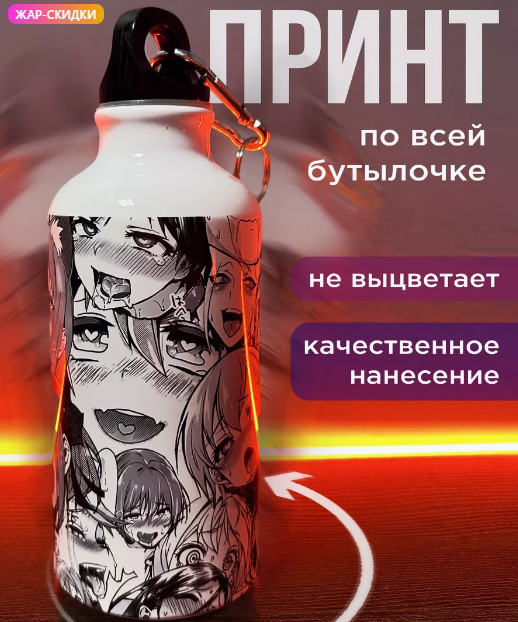 ЖАР-СКИДКИ
ПРИНТ
по всей
бутылочке
не выцветает
качественное
нанесение